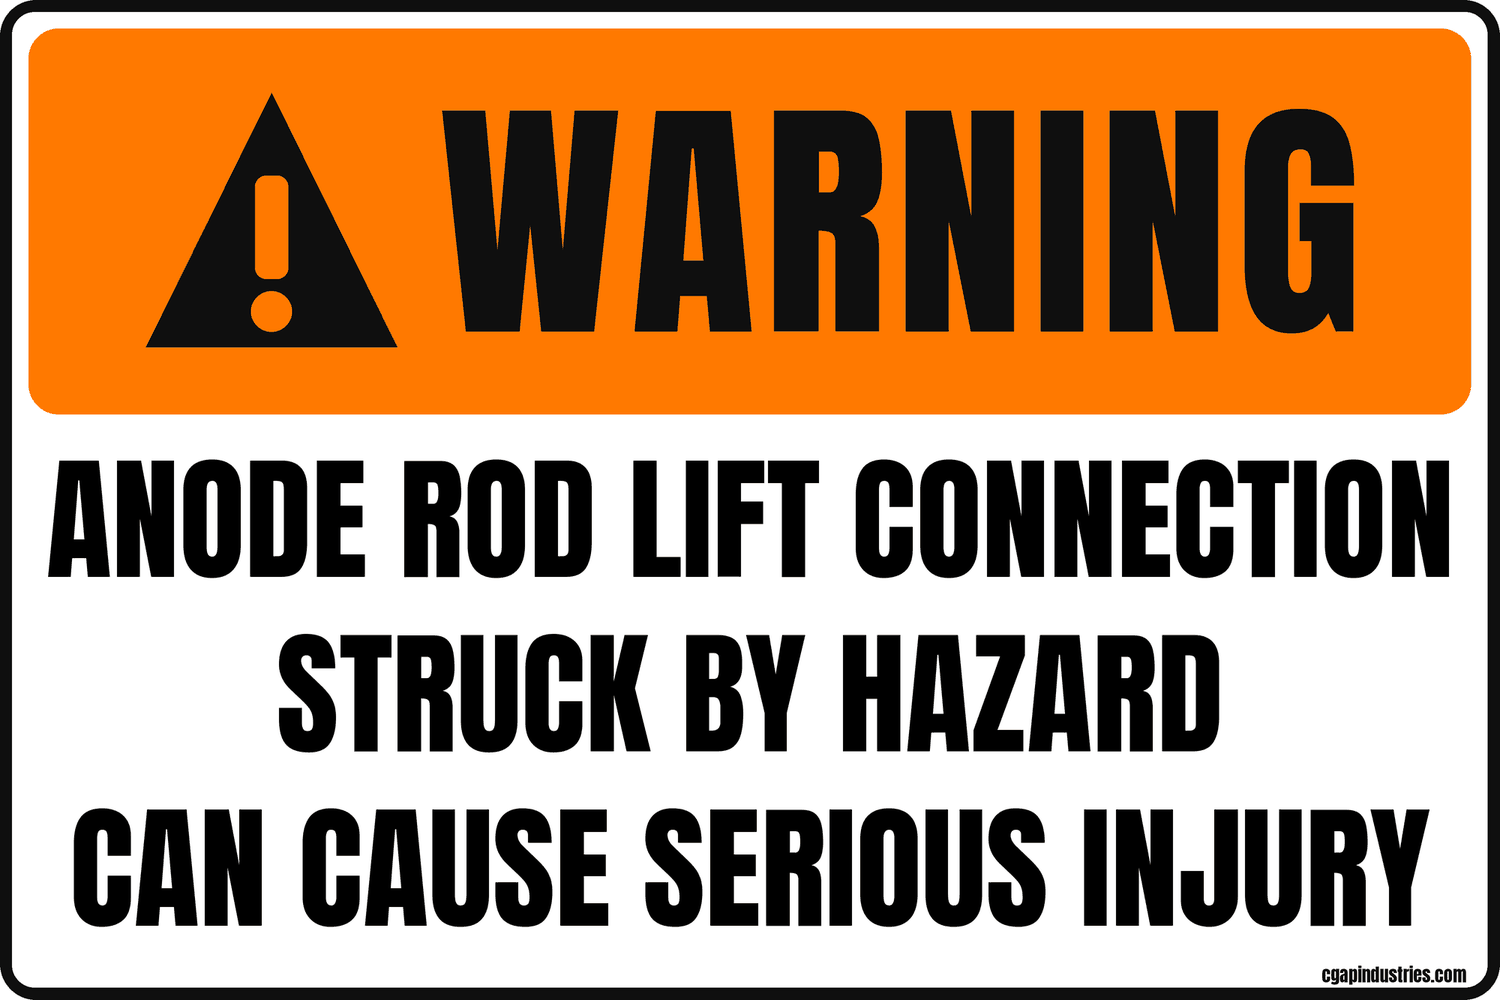 WARNING
ANODE ROD LIFT CONNECTION
STRUCK BY HAZARD
CAN CAUSE SERIOUS INJURY
cgapindustries.com